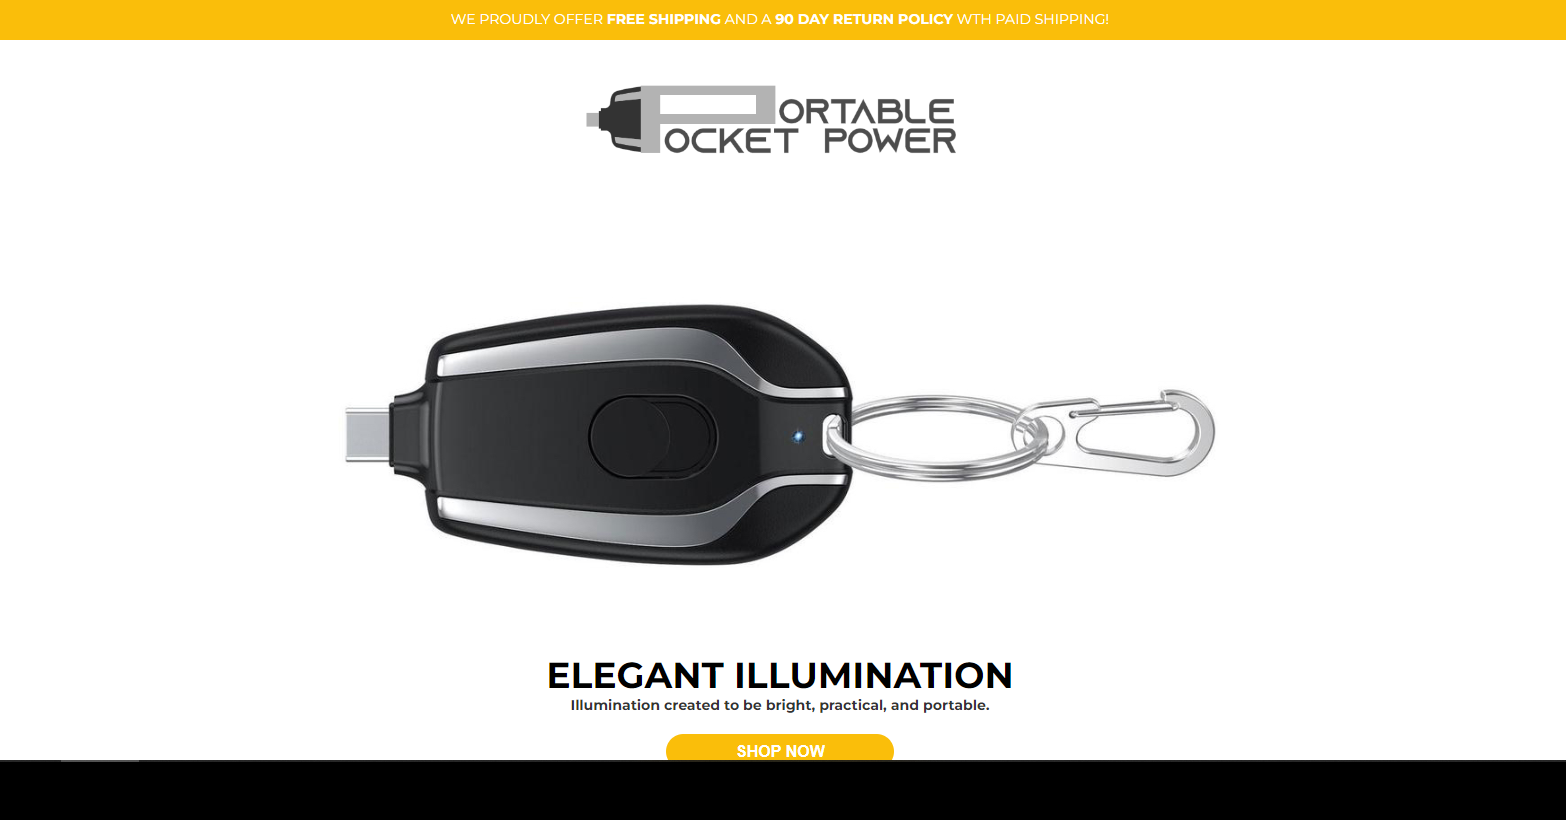 WE PROUDLY OFFER FREE SHIPPING AND A 90 DAY RETURN POLICY WTH PAID SHIPPING!
PORTABLE
POCKET POWER
ELEGANT ILLUMINATION
Illumination created to be bright, practical, and portable.
SHOP NOW